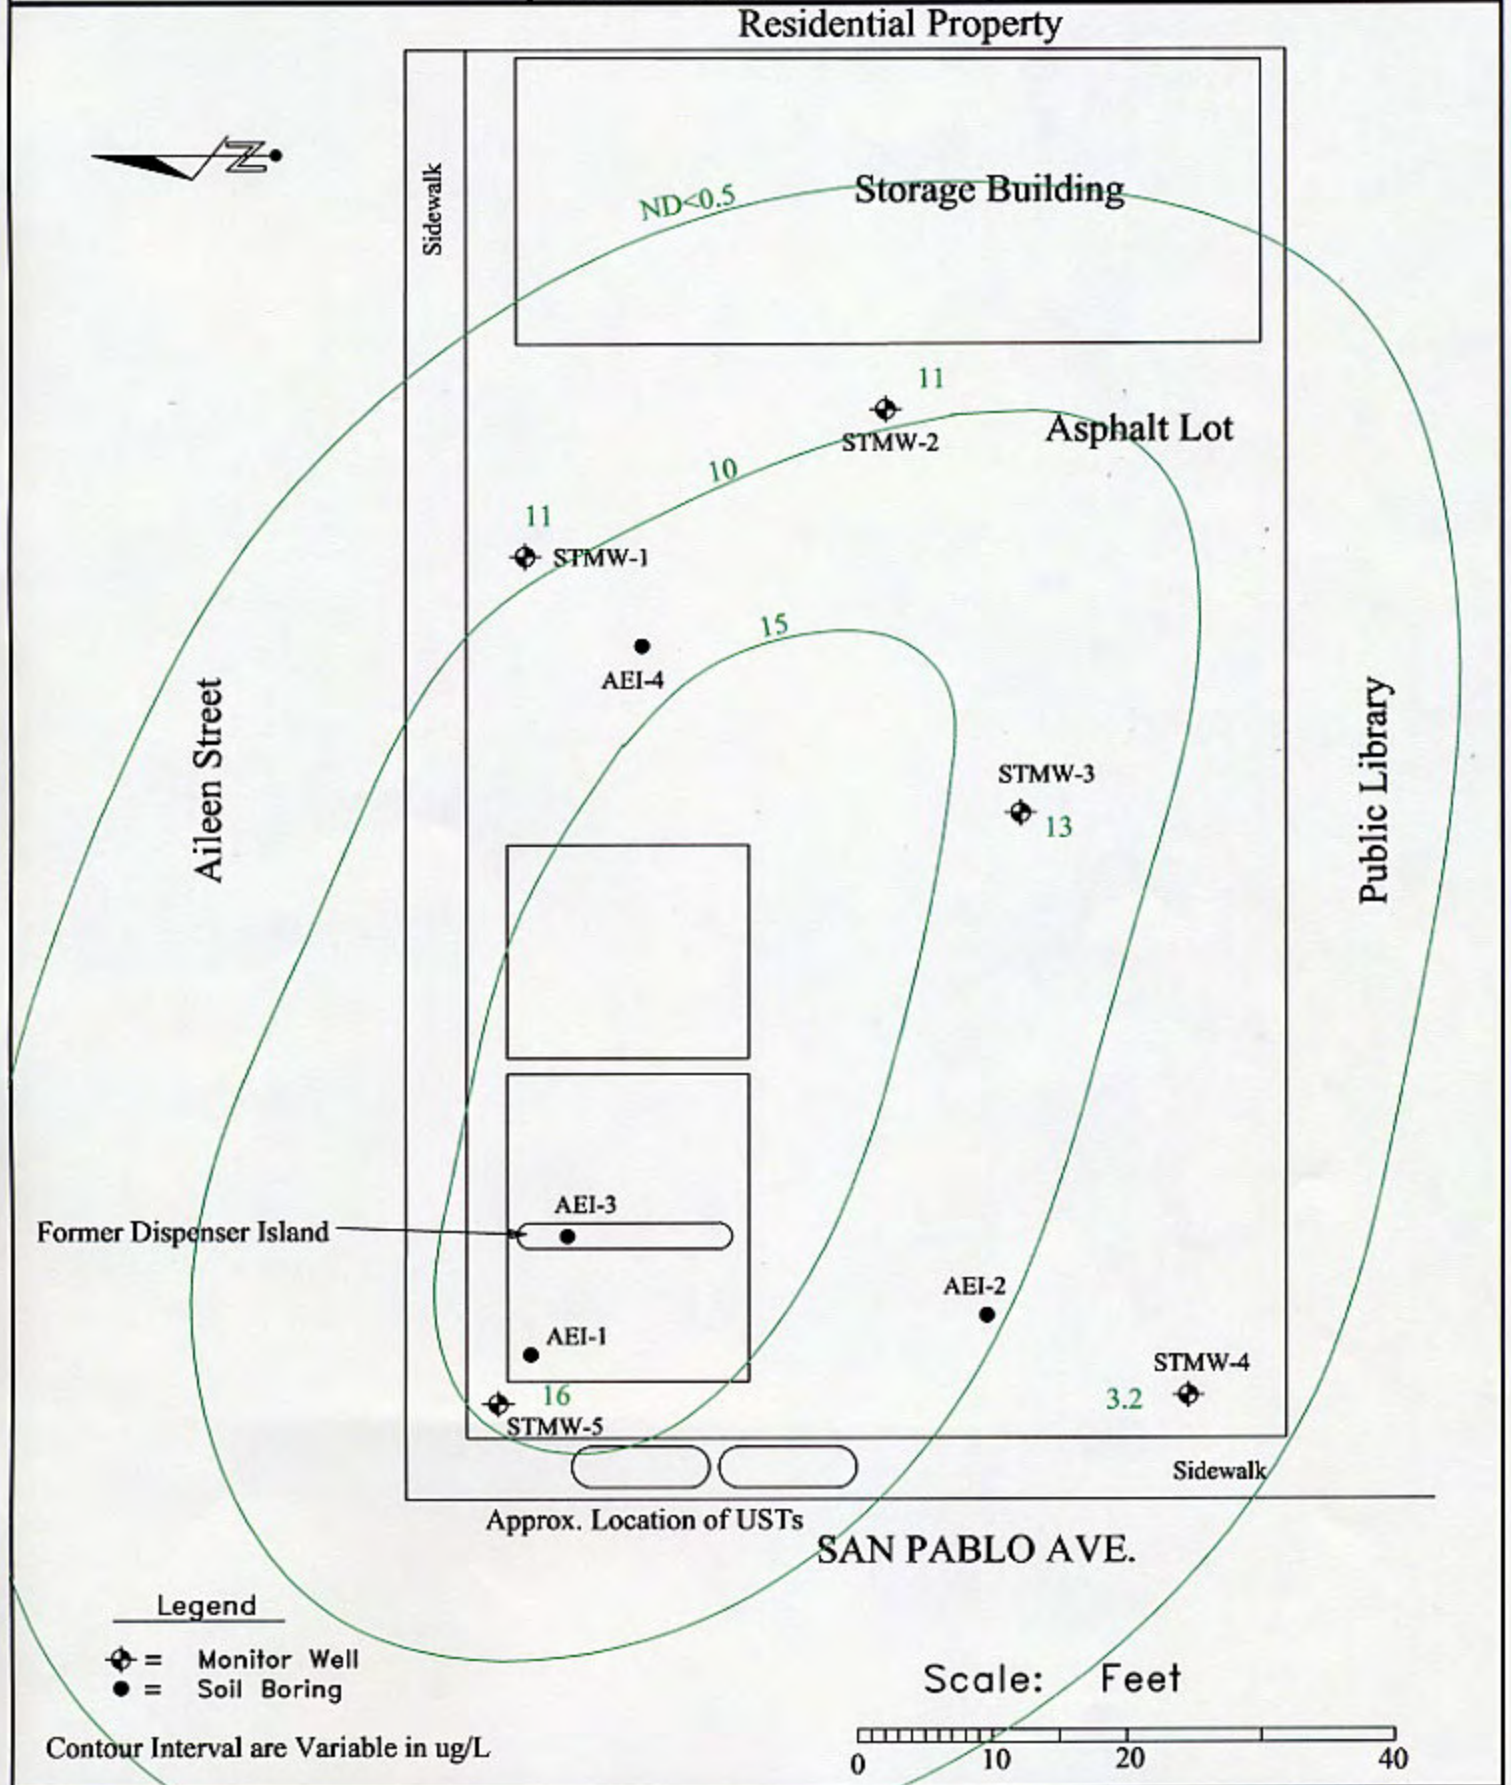 Residential Property
Sidewalk
N
ND<0.5
Storage Building
11
STMW-2
Asphalt Lot
10
11
STMW-1
15
AEI-4
Aileen Street
STMW-3
13
Public Library
AEI-3
Former Dispenser Island
AEI-2
AEI-1
STMW-4
16
3.2
STMW-5
Sidewalk
Approx. Location of USTs
SAN PABLO AVE.
Legend
= Monitor Well
= Soil Boring
Scale: Feet
Contour Interval are Variable in ug/L
0 10 20 40